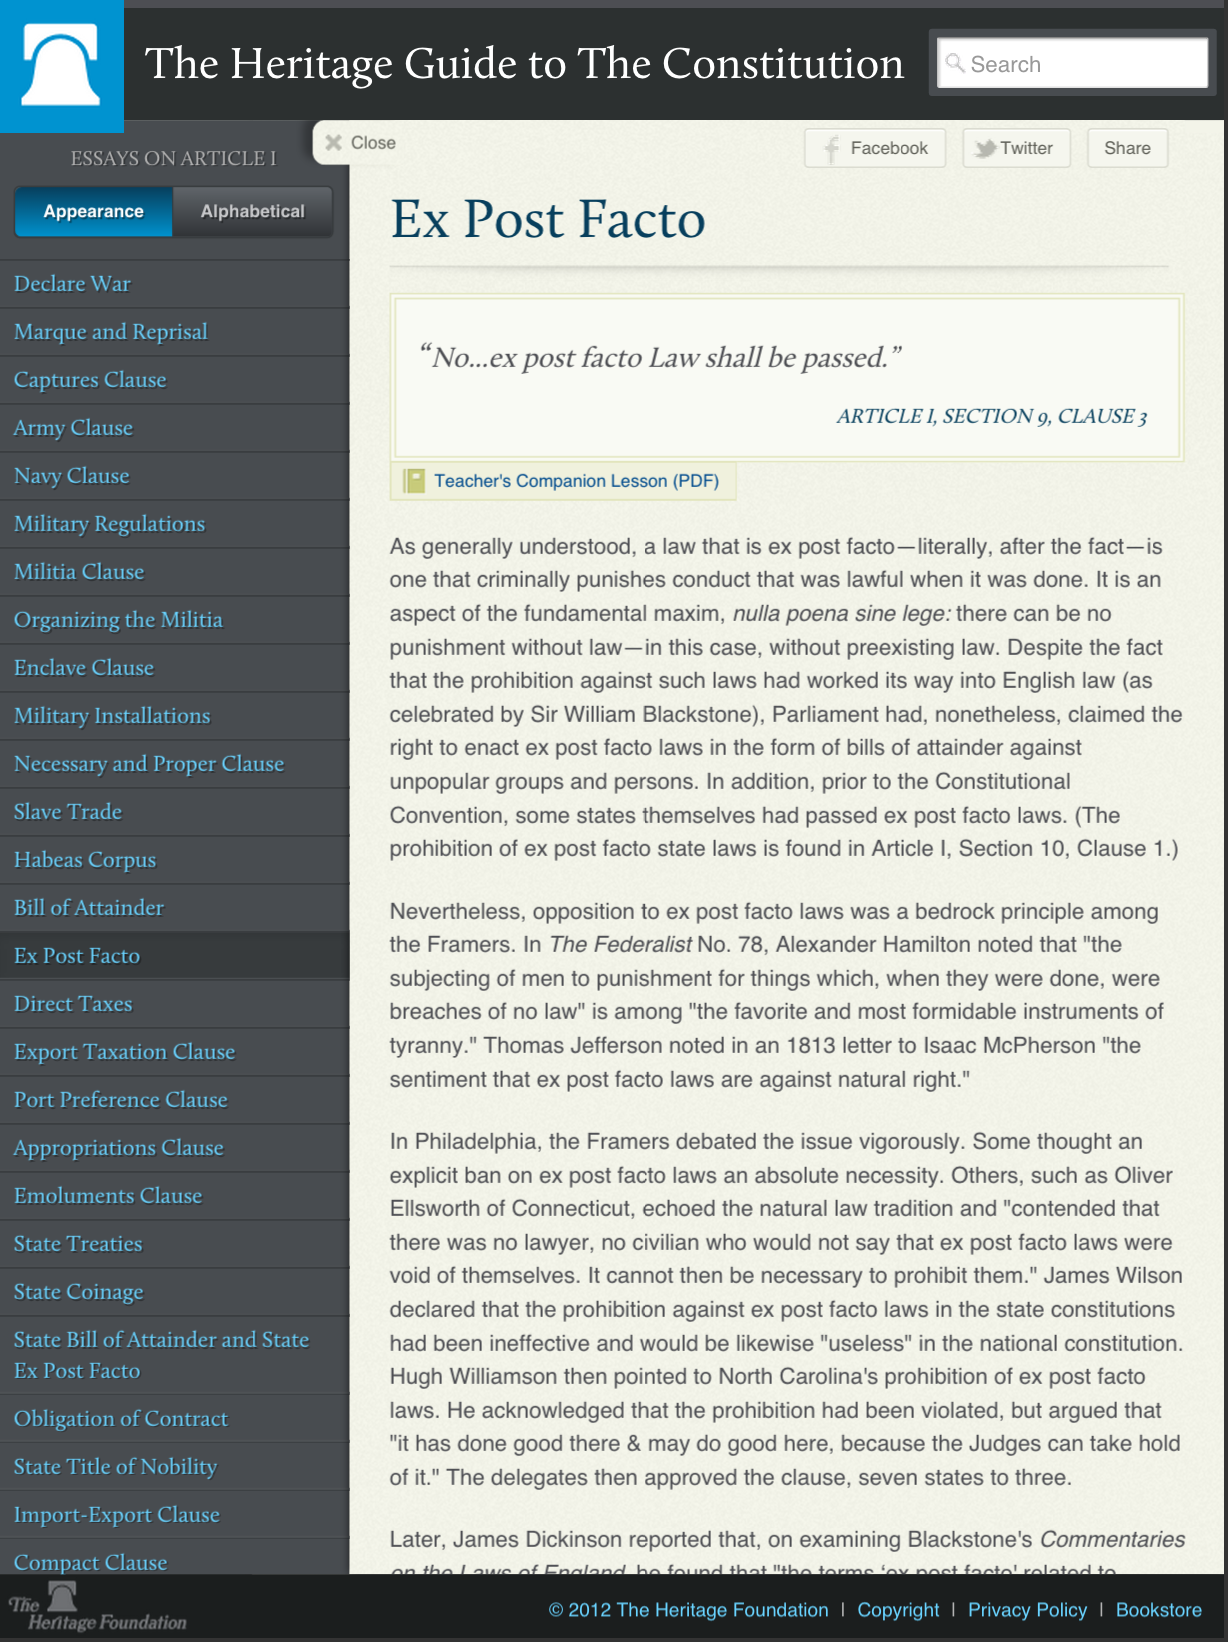 The Heritage Guide to The Constitution
Search
ESSAYS ON ARTICLE I
Appearance
Alphabetical
Declare War
Marque and Reprisal
Captures Clause
Army Clause
Navy Clause
Military Regulations
Militia Clause
Organizing the Militia
Enclave Clause
Military Installations
Necessary and Proper Clause
Slave Trade
Habeas Corpus
Bill of Attainder
Ex Post Facto
Direct Taxes
Export Taxation Clause
Port Preference Clause
Appropriations Clause
Emoluments Clause
State Treaties
State Coinage
State Bill of Attainder and State
Ex Post Facto
Obligation of Contract
State Title of Nobility
Import-Export Clause
Compact Clause
Close
Facebook
Twitter
Share
Ex Post Facto
“No...ex post facto Law shall be passed.”
ARTICLE I, SECTION 9, CLAUSE 3
Teacher's Companion Lesson (PDF)
As generally understood, a law that is ex post facto—literally, after the fact—is
one that criminally punishes conduct that was lawful when it was done. It is an
aspect of the fundamental maxim, nulla poena sine lege: there can be no
punishment without law—in this case, without preexisting law. Despite the fact
that the prohibition against such laws had worked its way into English law (as
celebrated by Sir William Blackstone), Parliament had, nonetheless, claimed the
right to enact ex post facto laws in the form of bills of attainder against
unpopular groups and persons. In addition, prior to the Constitutional
Convention, some states themselves had passed ex post facto laws. (The
prohibition of ex post facto state laws is found in Article I, Section 10, Clause 1.)
Nevertheless, opposition to ex post facto laws was a bedrock principle among
the Framers. In The Federalist No. 78, Alexander Hamilton noted that "the
subjecting of men to punishment for things which, when they were done, were
breaches of no law" is among "the favorite and most formidable instruments of
tyranny." Thomas Jefferson noted in an 1813 letter to Isaac McPherson "the
sentiment that ex post facto laws are against natural right."
In Philadelphia, the Framers debated the issue vigorously. Some thought an
explicit ban on ex post facto laws an absolute necessity. Others, such as Oliver
Ellsworth of Connecticut, echoed the natural law tradition and "contended that
there was no lawyer, no civilian who would not say that ex post facto laws were
void of themselves. It cannot then be necessary to prohibit them." James Wilson
declared that the prohibition against ex post facto laws in the state constitutions
had been ineffective and would be likewise "useless" in the national constitution.
Hugh Williamson then pointed to North Carolina's prohibition of ex post facto
laws. He acknowledged that the prohibition had been violated, but argued that
"it has done good there & may do good here, because the Judges can take hold
of it." The delegates then approved the clause, seven states to three.
Later, James Dickinson reported that, on examining Blackstone's Commentaries
on the Laws of England, he found that "the terms ‘ex post facto’ related to
The Heritage Foundation
© 2012 The Heritage Foundation | Copyright | Privacy Policy | Bookstore